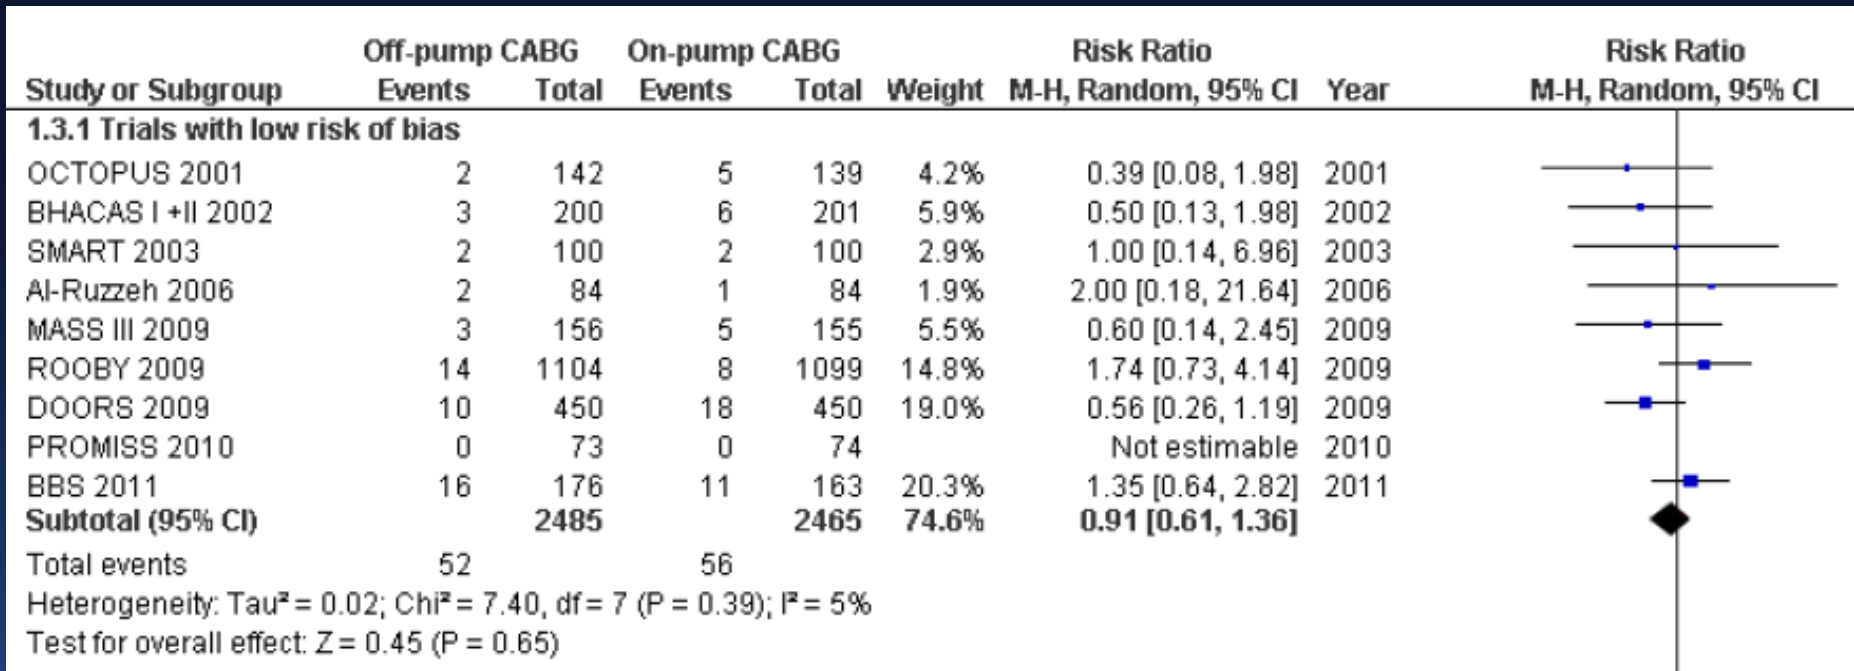 Off-pump CABG On-pump CABG Risk Ratio Risk Ratio
Study or Subgroup Events Total Events Total Weight M-H, Random, 95% CI Year M-H, Random, 95% CI
1.3.1 Trials with low risk of bias
OCTOPUS 2001 2 142 5 139 4.2% 0.39 [0.08, 1.98] 2001
BHACAS I +II 2002 3 200 6 201 5.9% 0.50 [0.13, 1.98] 2002
SMART 2003 2 100 2 100 2.9% 1.00 [0.14, 6.96] 2003
Al-Ruzzeh 2006 2 84 1 84 1.9% 2.00 [0.18, 21.64] 2006
MASS III 2009 3 156 5 155 5.5% 0.60 [0.14, 2.45] 2009
ROOBY 2009 14 1104 8 1099 14.8% 1.74 [0.73, 4.14] 2009
DOORS 2009 10 450 18 450 19.0% 0.56 [0.26, 1.19] 2009
PROMISS 2010 0 73 0 74 Not estimable 2010
BBS 2011 16 176 11 163 20.3% 1.35 [0.64, 2.82] 2011
Subtotal (95% CI) 2485 2465 74.6% 0.91 [0.61, 1.36]
Total events 52 56
Heterogeneity: Tau² = 0.02; Chi² = 7.40, df = 7 (P = 0.39); I² = 5%
Test for overall effect: Z = 0.45 (P = 0.65)